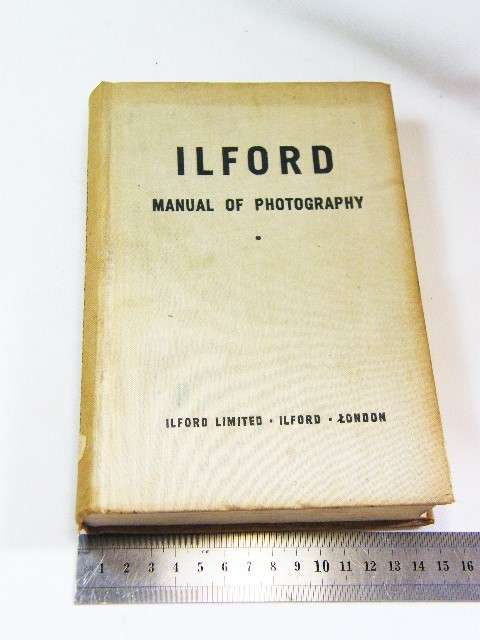 ILFORD
MANUAL OF PHOTOGRAPHY
ILFORD LIMITED • ILFORD • LONDON
1 2 3 4 5 6 7 8 9 10 11 12 13 14 15 16